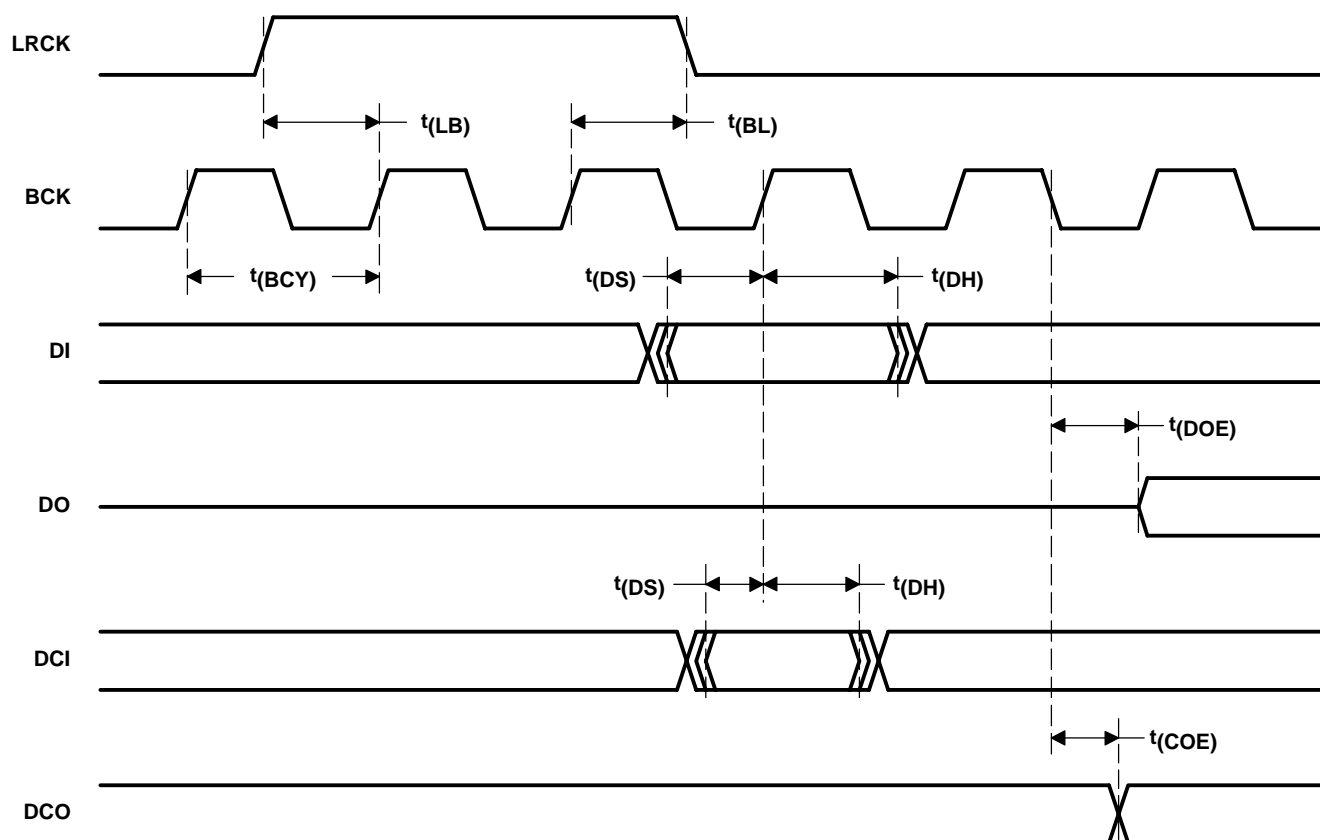 LRCK
t(LB)
t(BL)
BCK
t(BCY)
t(DS)
t(DH)
DI
t(DOE)
DO
t(DS)
t(DH)
DCI
t(COE)
DCO